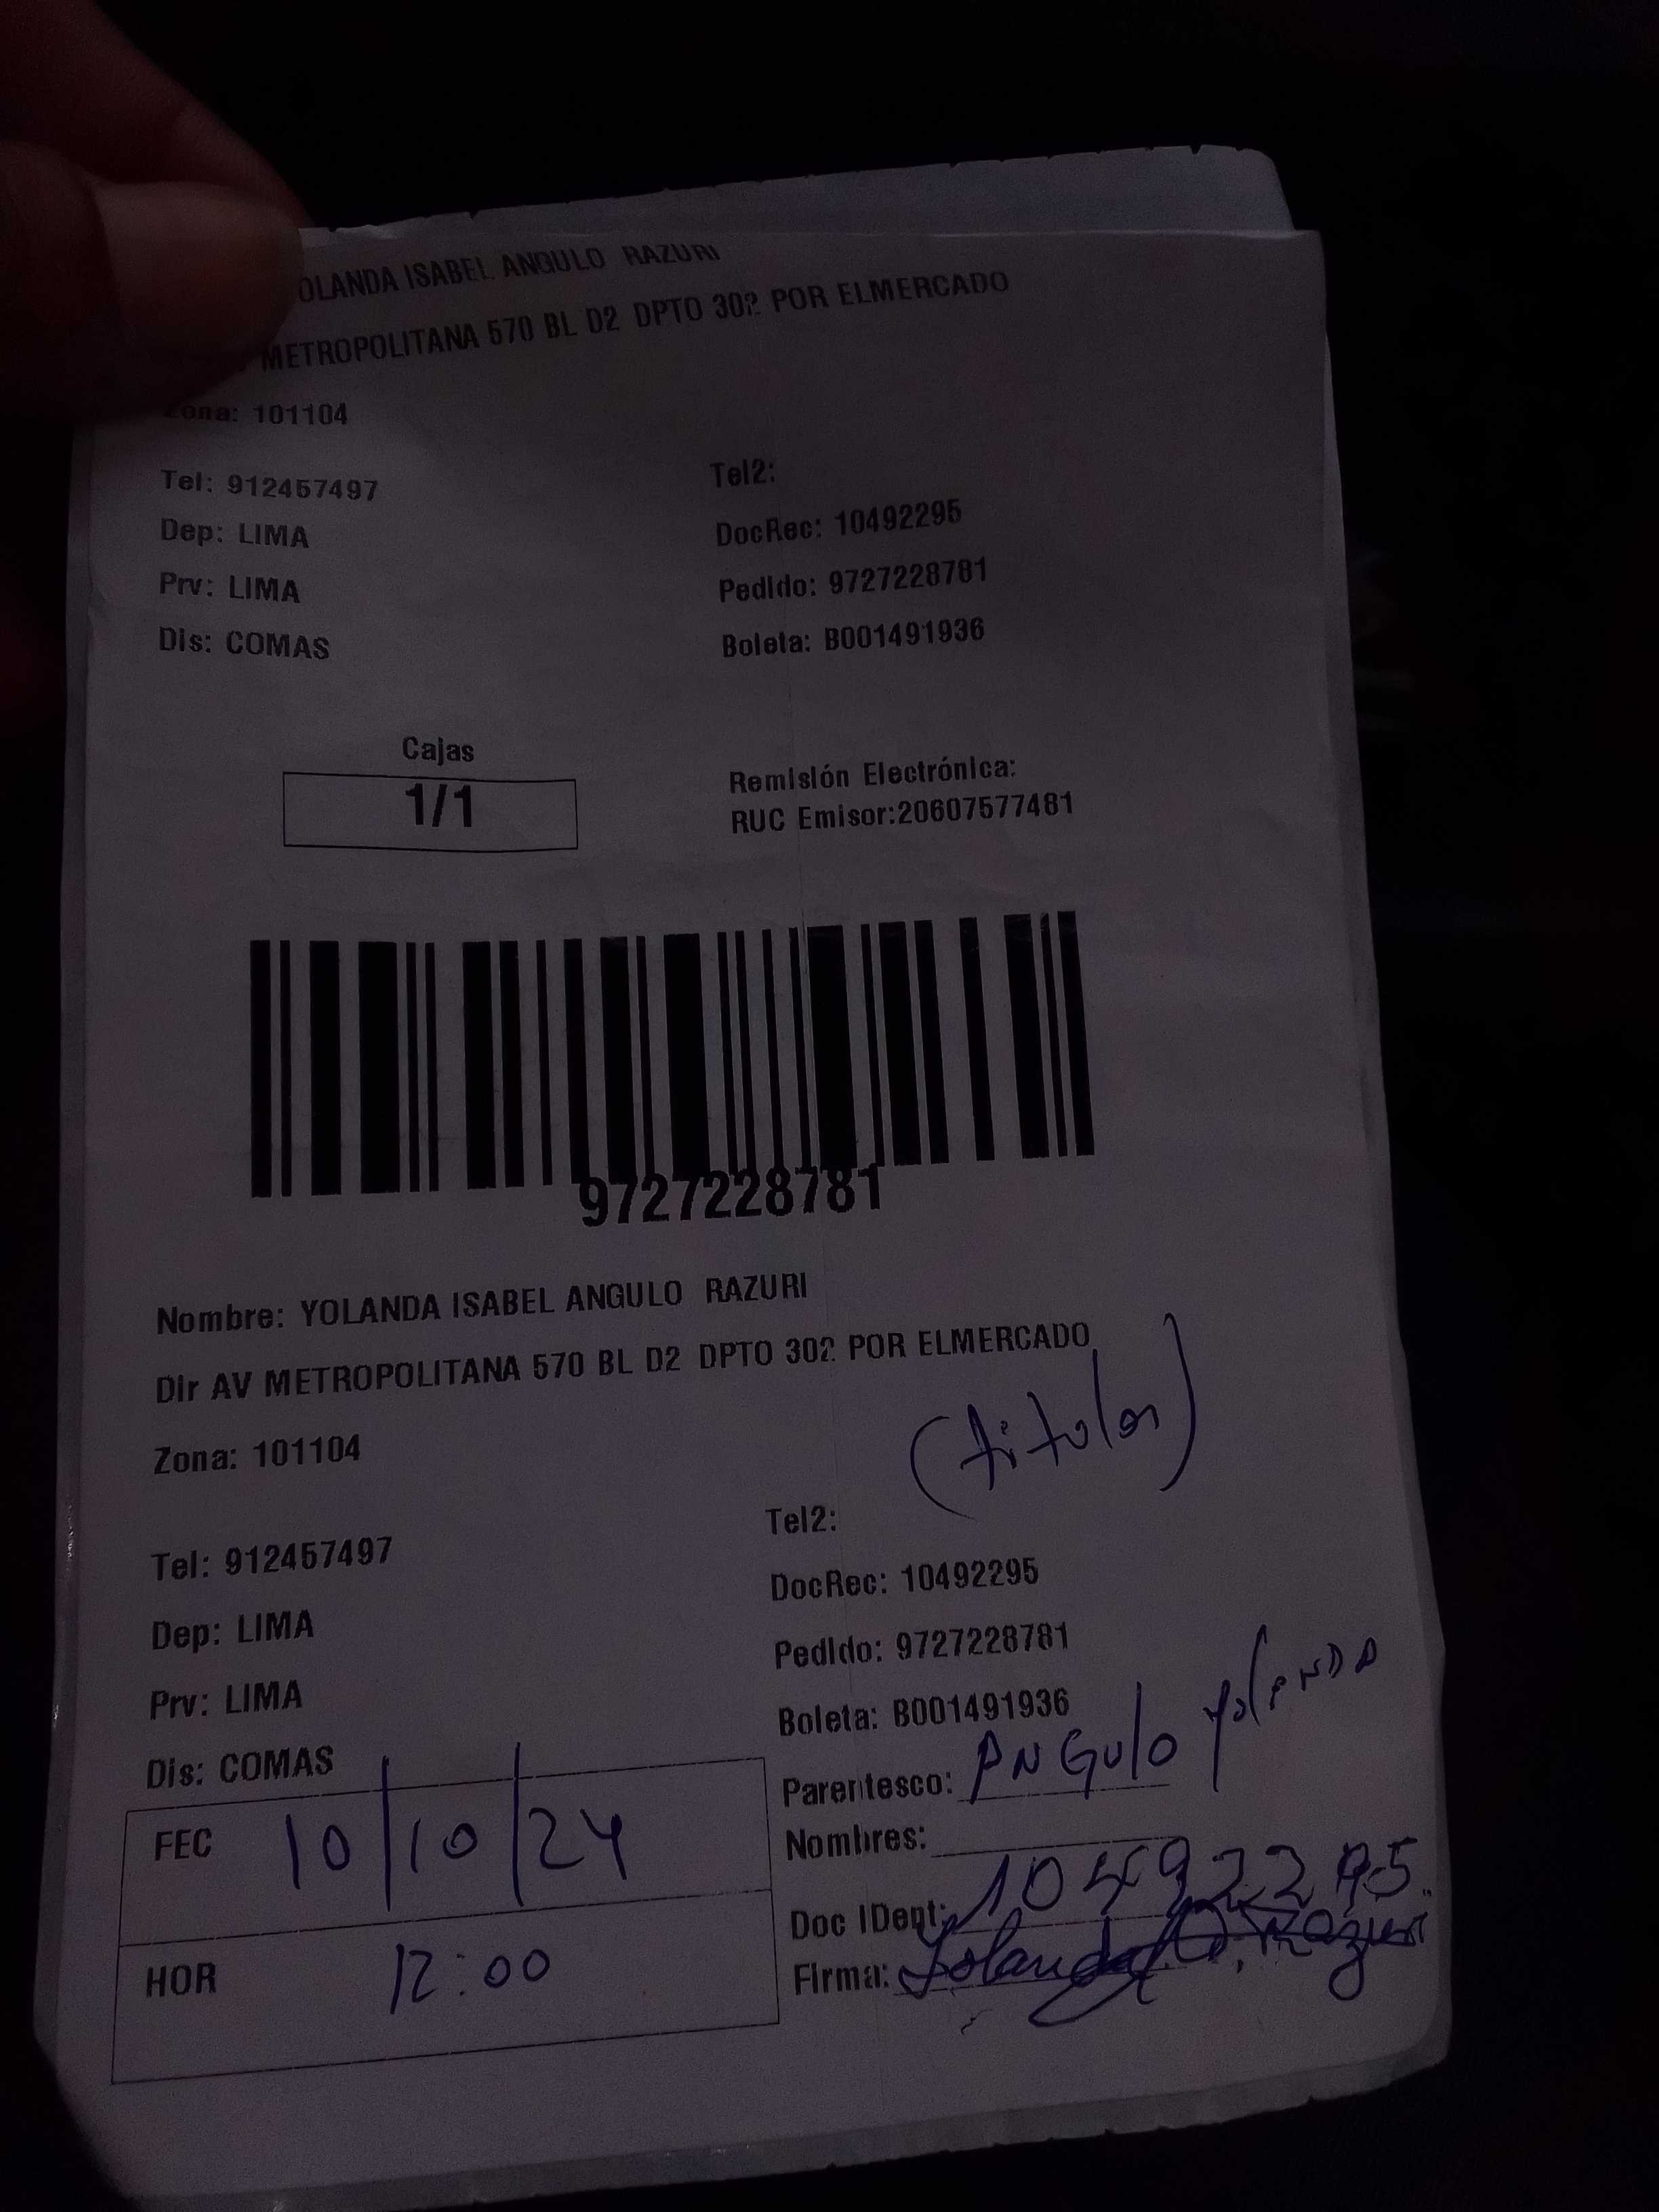 OLANDA ISABEL ANGULO RAZURI
METROPOLITANA 570 BL D2 DPTO 302 POR ELMERCADO
Zona: 101104
Tel: 912457497
Tel2:
Dep: LIMA
DocRec: 10492295
Prv: LIMA
Pedido: 9727228781
Dis: COMAS
Boleta: B001491936
Cajas
1/1
Remisión Electrónica:
RUC Emisor:20607577481
9727228781
Nombre: YOLANDA ISABEL ANGULO RAZURI
Dir AV METROPOLITANA 570 BL D2 DPTO 302 POR ELMERCADO
(titular)
Zona: 101104
Tel2:
Tel: 912457497
DocRec: 10492295
Dep: LIMA
Pedido: 9727228781
Prv: LIMA
Boleta: B001491936
Dis: COMAS
Parentesco: ANGulo YOLANDA
FEC 10/10/24
Nombres:
Doc IDent: 10492295
HOR 12:00
Firma: Yolanda A. Razuri